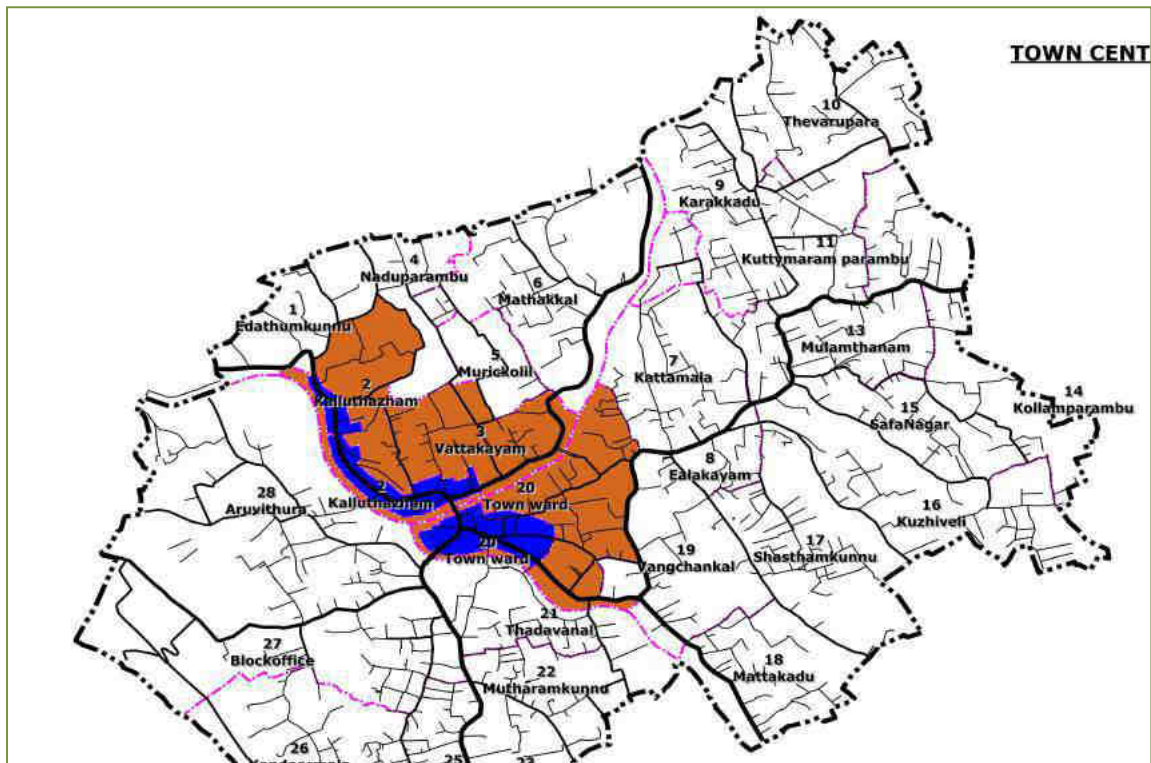 TOWN CENT
10
Thevarupara
9
Karakkadu
11
Kuttymaram parambu
4
Naduparambu
6
Mathakkal
1
Edathumkunnu
13
Mulamthanam
5
Murickolil
7
Kattamala
2
Kalluthazham
14
Kollamparambu
15
SafaNagar
3
Vattakayam
8
Ealakayam
20
Town ward
2
Kalluthazham
28
Aruvithura
16
Kuzhiveli
17
Shasthamkunnu
19
Vangchankal
20
Town ward
21
Thadavanal
27
Blockoffice
22
Mutharamkunnu
18
Mattakadu
26
25
23